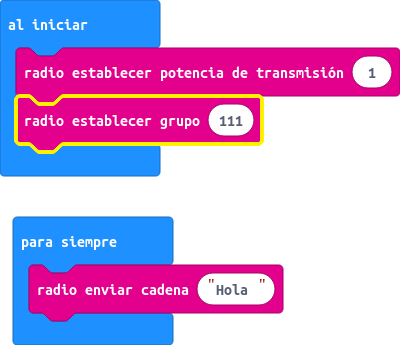 al iniciar
radio establecer potencia de transmisión 1
radio establecer grupo 111
para siempre
radio enviar cadena "Hola "